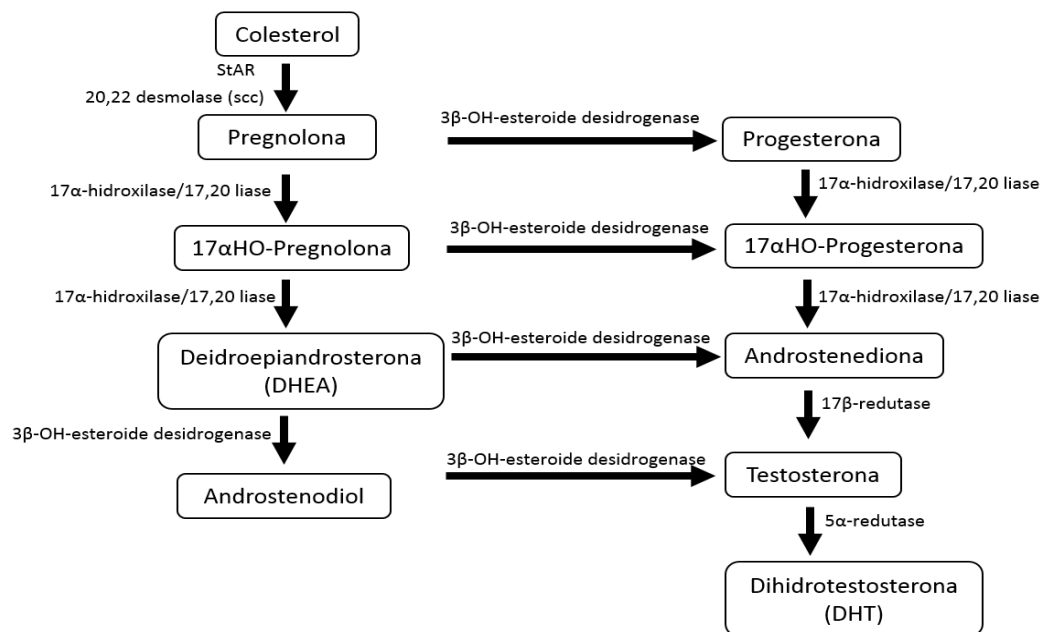 Colesterol
StAR
20,22 desmolase (scc)
3β-OH-esteroide desidrogenase
Pregnolona
Progesterona
17α-hidroxilase/17,20 liase
17α-hidroxilase/17,20 liase
3β-OH-esteroide desidrogenase
17αHO-Pregnolona
17αHO-Progesterona
17α-hidroxilase/17,20 liase
17α-hidroxilase/17,20 liase
3β-OH-esteroide desidrogenase
Deidroepiandrosterona
(DHEA)
Androstenediona
17β-redutase
3β-OH-esteroide desidrogenase
3β-OH-esteroide desidrogenase
Androstenodiol
Testosterona
5α-redutase
Dihidrotestosterona
(DHT)